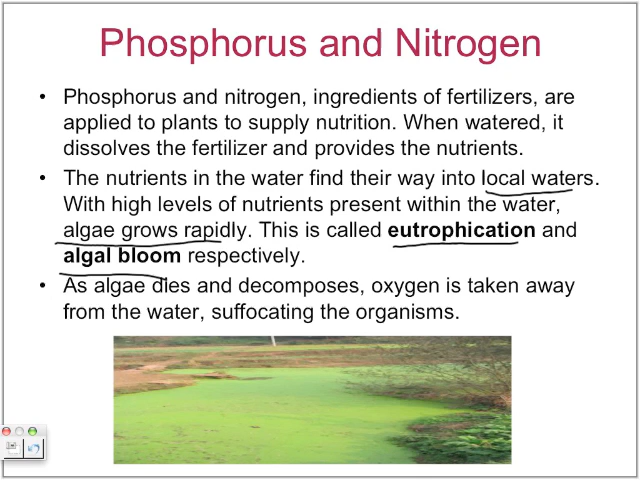 Phosphorus and Nitrogen
• Phosphorus and nitrogen, ingredients of fertilizers, are
applied to plants to supply nutrition. When watered, it
dissolves the fertilizer and provides the nutrients.
• The nutrients in the water find their way into local waters.
With high levels of nutrients present within the water,
algae grows rapidly. This is called eutrophication and
algal bloom respectively.
• As algae dies and decomposes, oxygen is taken away
from the water, suffocating the organisms.